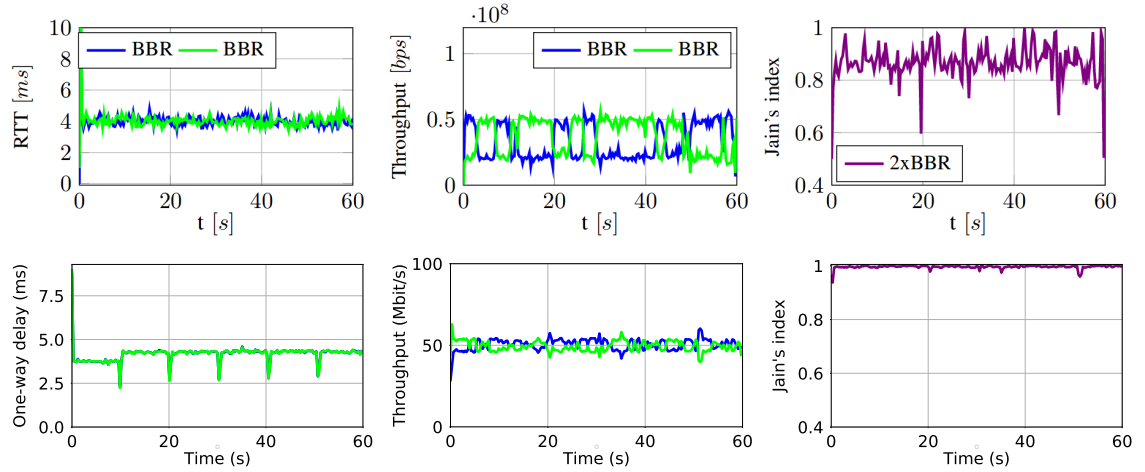 RTT [ms]
10
8
6
4
2
0
BBR BBR
0 20 40 60
t [s]
Throughput [bps]
·10⁸
1
0.5
0
BBR BBR
0 20 40 60
t [s]
Jain's index
1
0.8
0.6
0.4
2xBBR
0 20 40 60
t [s]
One-way delay (ms)
7.5
5.0
2.5
0.0
0 20 40 60
Time (s)
Throughput (Mbit/s)
100
50
0
0 20 40 60
Time (s)
Jain's index
1
0.8
0.6
0.4
0 20 40 60
Time (s)